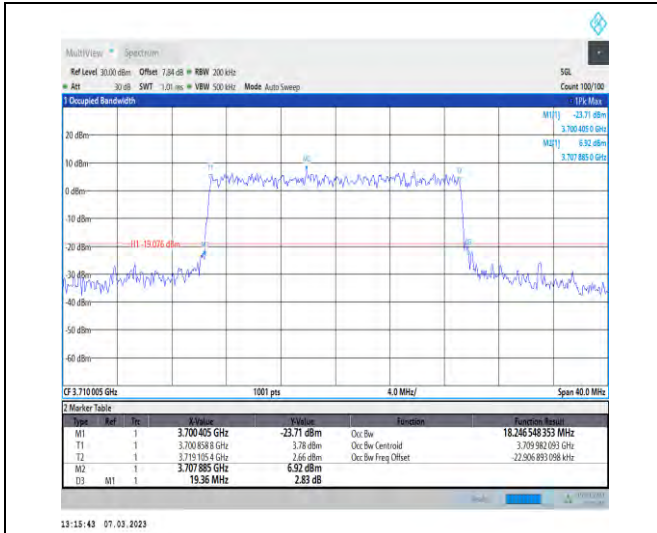 MultiView Spectrum
Ref Level 30.00 dBm Offset 7.84 dB RBW 200 kHz SGL
Att 30 dB SWT 1.01 ms VBW 500 kHz Mode Auto Sweep Count 100/100
1 Occupied Bandwidth 1Pk Max
M1[1] -23.71 dBm
3.700 405 0 GHz
M2[1] 6.92 dBm
3.707 885 0 GHz
20 dBm
10 dBm
0 dBm
-10 dBm
H1 -19.076 dBm
-20 dBm
-30 dBm
-40 dBm
-50 dBm
-60 dBm
CF 3.710 005 GHz 1001 pts 4.0 MHz/ Span 40.0 MHz
2 Marker Table
Type Ref Trc X-Value Y-Value Function Function Result
M1 1 3.700 405 GHz -23.71 dBm Occ Bw 18.246 548 353 MHz
T1 1 3.700 858 8 GHz 3.78 dBm Occ Bw Centroid 3.709 982 093 GHz
T2 1 3.719 105 4 GHz 2.66 dBm Occ Bw Freq Offset -22.906 893 098 kHz
M2 1 3.707 885 GHz 6.92 dBm
D3 M1 1 19.36 MHz 2.83 dB
13:15:43 07.03.2023